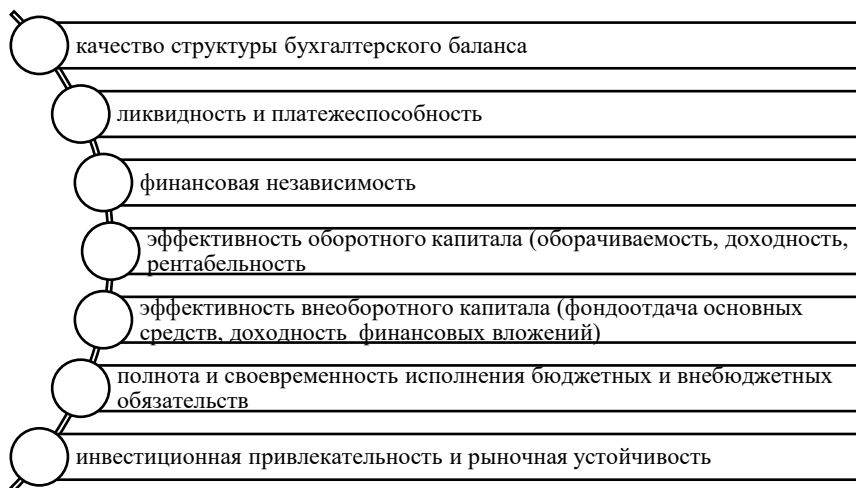 качество структуры бухгалтерского баланса
ликвидность и платежеспособность
финансовая независимость
эффективность оборотного капитала (оборачиваемость, доходность,
рентабельность
эффективность внеоборотного капитала (фондоотдача основных
средств, доходность финансовых вложений)
полнота и своевременность исполнения бюджетных и внебюджетных
обязательств
инвестиционная привлекательность и рыночная устойчивость